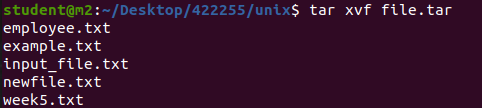 student@m2:~/Desktop/422255/unix$ tar xvf file.tar
employee.txt
example.txt
input_file.txt
newfile.txt
week5.txt